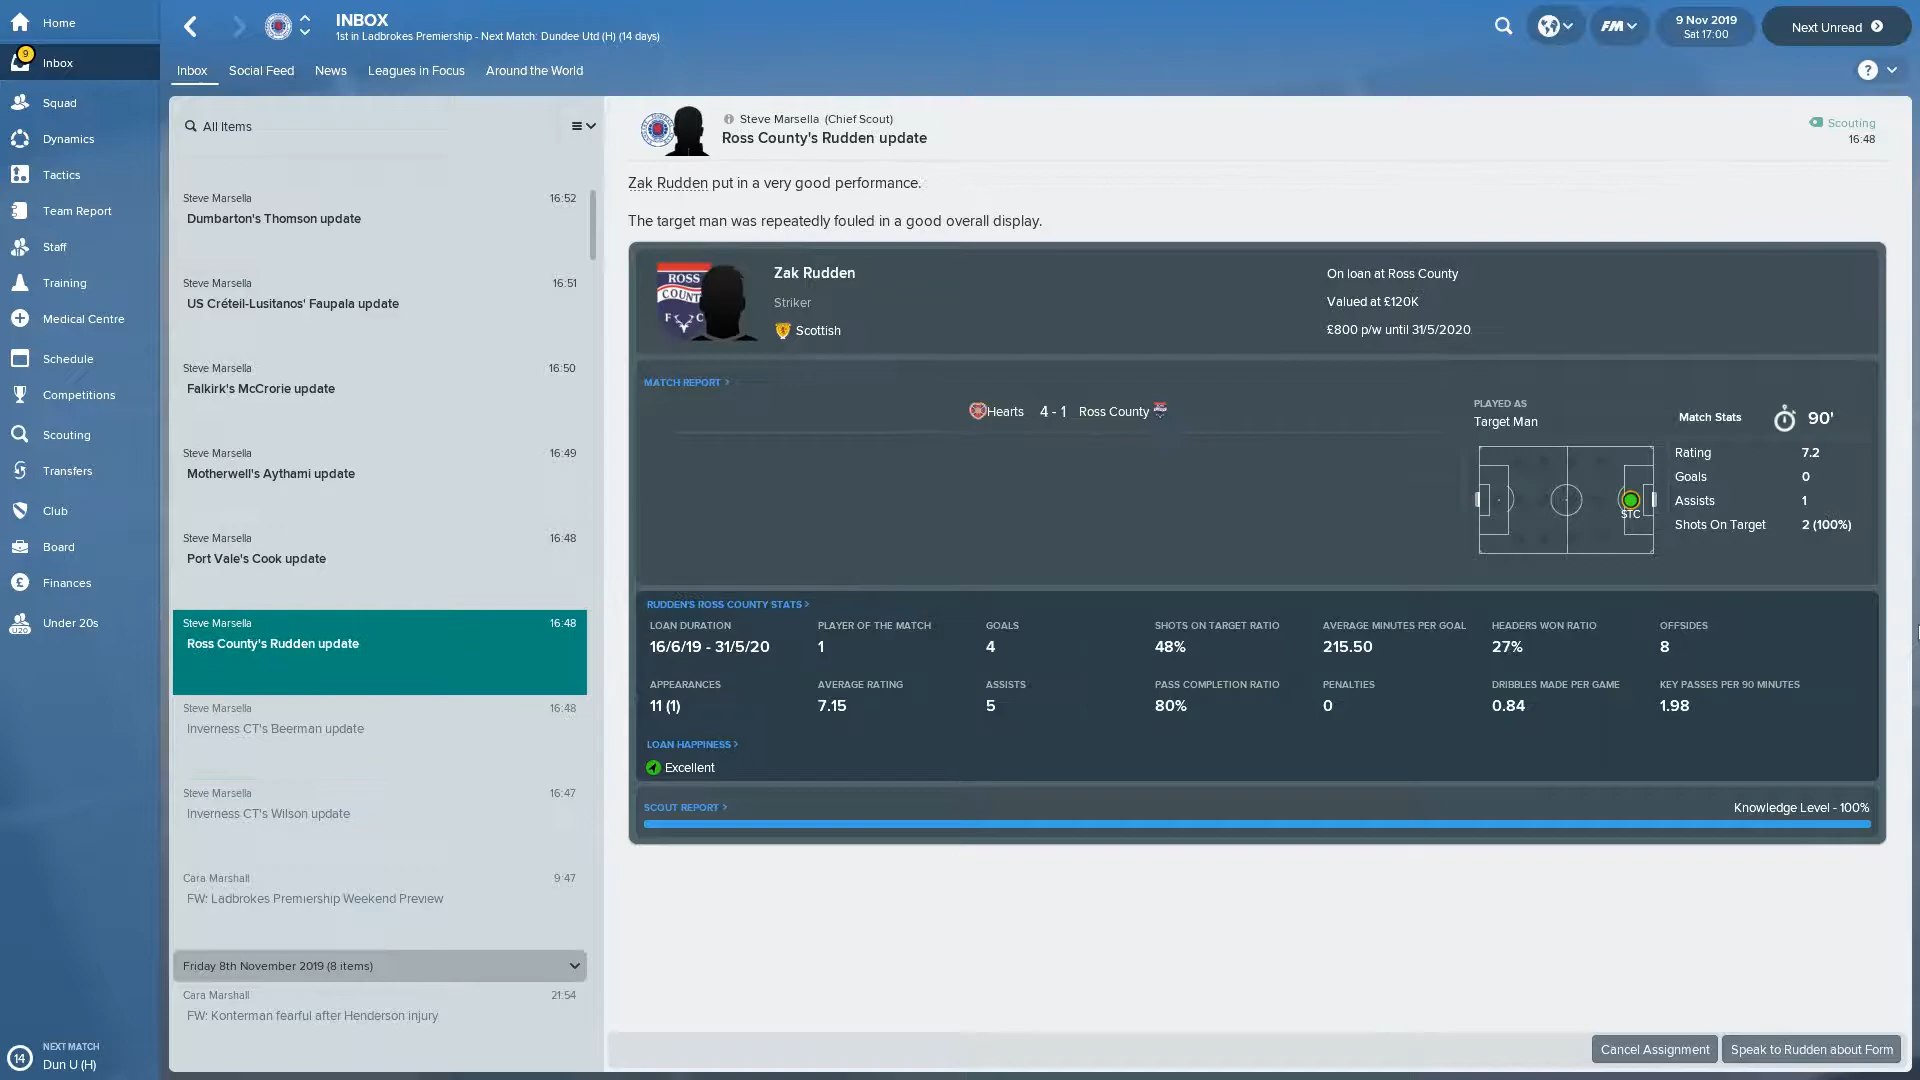 Home
9
Inbox
Squad
Dynamics
Tactics
Team Report
Staff
Training
Medical Centre
Schedule
Competitions
Scouting
Transfers
Club
Board
Finances
U20
Under 20s
14
NEXT MATCH
Dun U (H)
INBOX
1st in Ladbrokes Premiership - Next Match: Dundee Utd (H) (14 days)
FM
9 Nov 2019
Sat 17:00
Next Unread
Inbox Social Feed News Leagues in Focus Around the World
?
All Items
Steve Marsella 16:52
Dumbarton's Thomson update
Steve Marsella 16:51
US Créteil-Lusitanos' Faupala update
Steve Marsella 16:50
Falkirk's McCrorie update
Steve Marsella 16:49
Motherwell's Aythami update
Steve Marsella 16:48
Port Vale's Cook update
Steve Marsella 16:48
Ross County's Rudden update
Steve Marsella 16:48
Inverness CT's Beerman update
Steve Marsella 16:47
Inverness CT's Wilson update
Cara Marshall 9:47
FW: Ladbrokes Premiership Weekend Preview
Friday 8th November 2019 (8 items)
Cara Marshall 21:54
FW: Konterman fearful after Henderson injury
Steve Marsella (Chief Scout)
Ross County's Rudden update
Scouting
16:48
Zak Rudden put in a very good performance.
The target man was repeatedly fouled in a good overall display.
ROSS
COUNTY
F C
Zak Rudden
Striker
Scottish
On loan at Ross County
Valued at £120K
£800 p/w until 31/5/2020
MATCH REPORT >
Hearts 4 - 1 Ross County
PLAYED AS
Target Man
STC
Match Stats 90'
Rating 7.2
Goals 0
Assists 1
Shots On Target 2 (100%)
RUDDEN'S ROSS COUNTY STATS >
LOAN DURATION PLAYER OF THE MATCH GOALS SHOTS ON TARGET RATIO AVERAGE MINUTES PER GOAL HEADERS WON RATIO OFFSIDES
16/6/19 - 31/5/20 1 4 48% 215.50 27% 8
APPEARANCES AVERAGE RATING ASSISTS PASS COMPLETION RATIO PENALTIES DRIBBLES MADE PER GAME KEY PASSES PER 90 MINUTES
11 (1) 7.15 5 80% 0 0.84 1.98
LOAN HAPPINESS >
Excellent
SCOUT REPORT >
Knowledge Level - 100%
Cancel Assignment
Speak to Rudden about Form